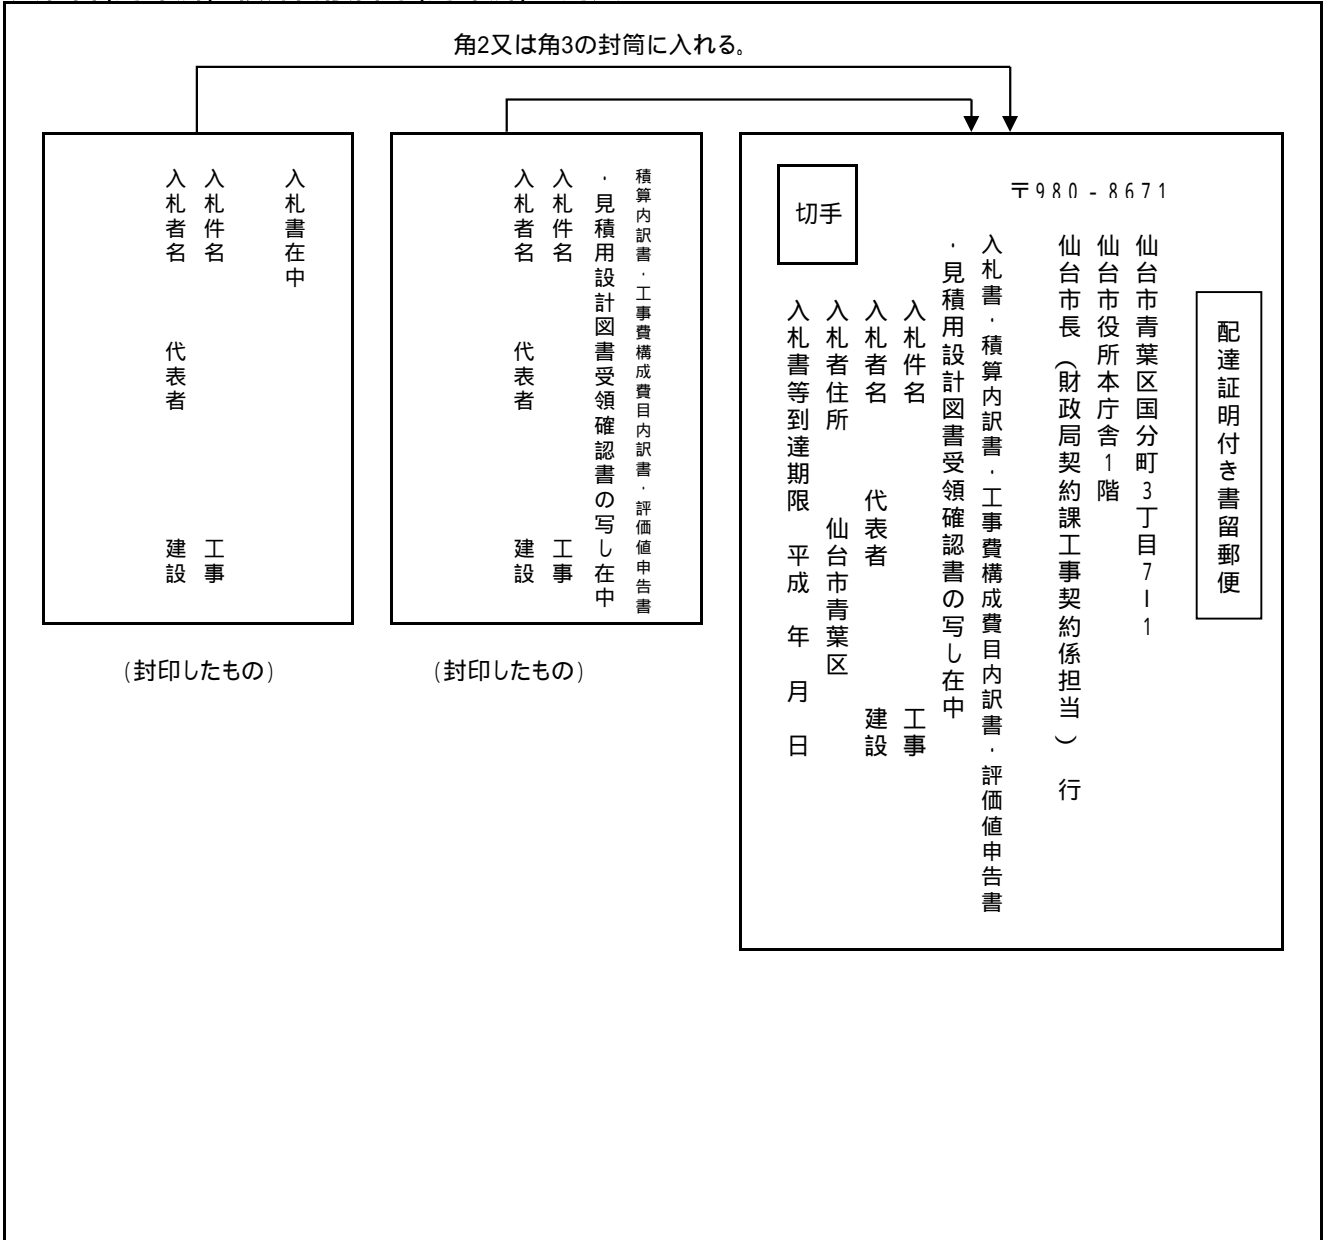 角2又は角3の封筒に入れる。
入札書在中
入札件名 工事
入札者名 代表者 建設
(封印したもの)
積算内訳書・工事費構成費目内訳書・評価値申告書
・見積用設計図書受領確認書の写し在中
入札件名 工事
入札者名 代表者 建設
(封印したもの)
配達証明付き書留郵便
〒980-8671
仙台市青葉区国分町3丁目7ー1
仙台市役所本庁舎1階
仙台市長(財政局契約課工事契約係担当) 行
入札書・積算内訳書・工事費構成費目内訳書・評価値申告書
・見積用設計図書受領確認書の写し在中
入札件名 工事
入札者名 代表者 建設
入札者住所 仙台市青葉区
入札書等到達期限 平成 年 月 日
切手